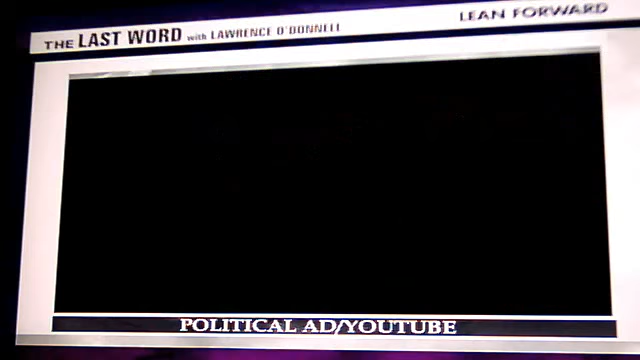 THE LAST WORD with LAWRENCE O'DONNELL
LEAN FORWARD
POLITICAL AD/YOUTUBE